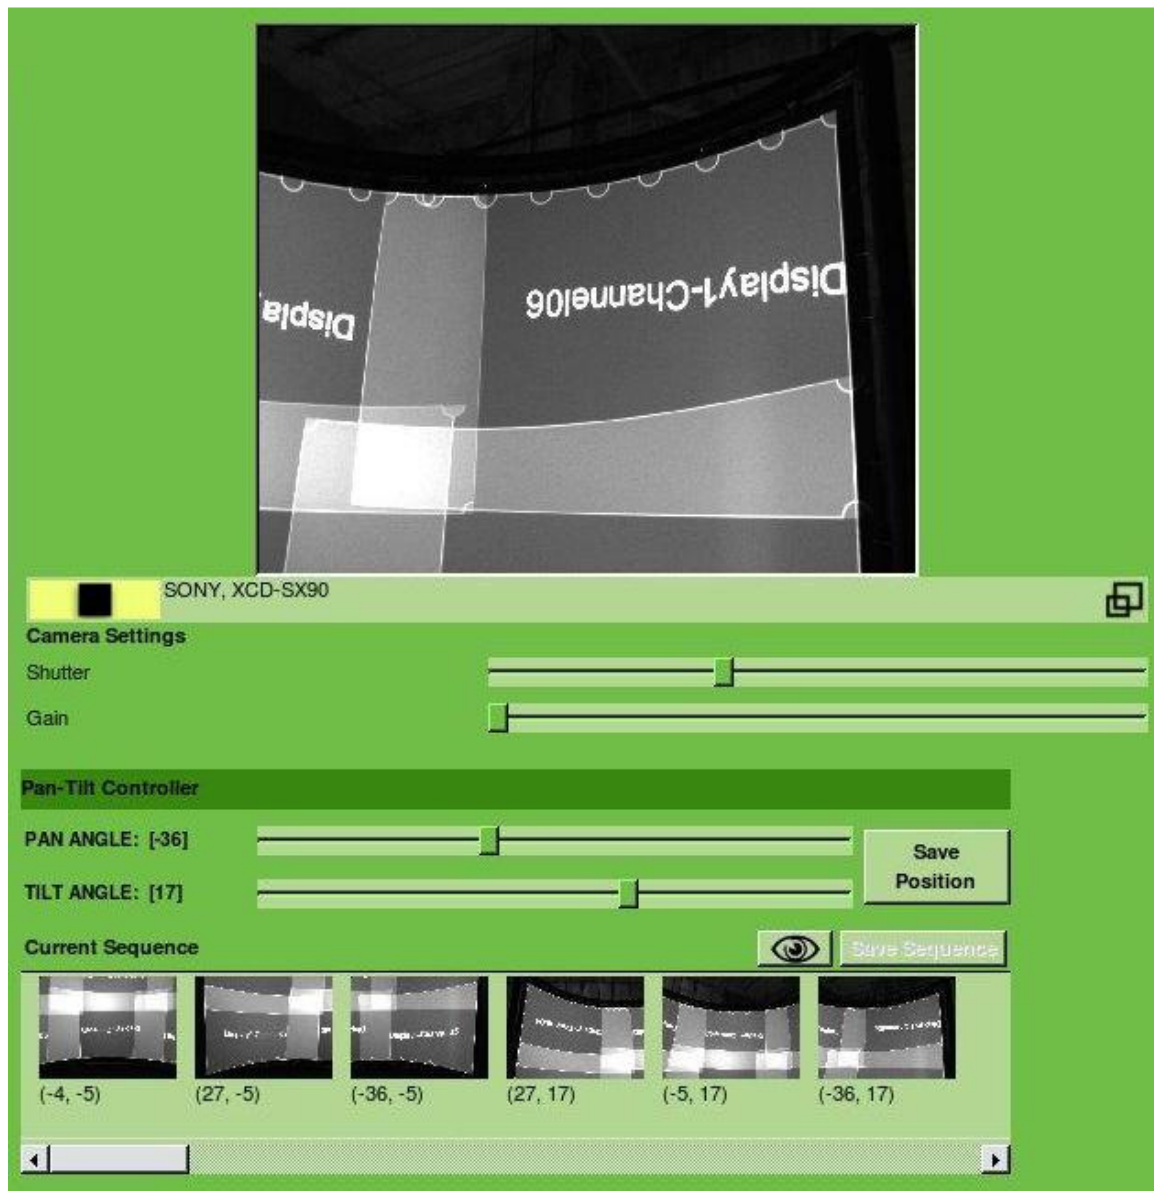 Display1-Channel06
Displa
SONY, XCD-SX90
Camera Settings
Shutter
Gain
Pan-Tilt Controller
PAN ANGLE: [-36]
Save
Position
TILT ANGLE: [17]
Current Sequence
Save Sequence
(-4, -5) (27, -5) (-36, -5) (27, 17) (-5, 17) (-36, 17)